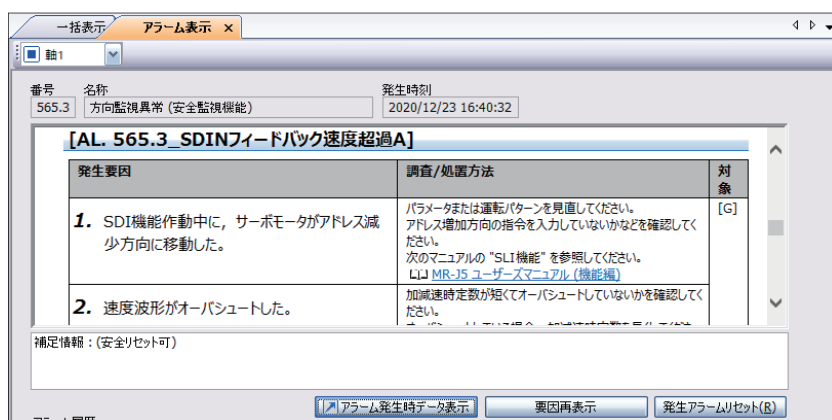 一括表示
アラーム表示 ×
軸1
番号 名称 発生時刻
565.3 方向監視異常 (安全監視機能) 2020/12/23 16:40:32
[AL. 565.3_SDINフィードバック速度超過A]
発生要因 調査/処置方法 対象
1. SDI機能作動中に, サーボモータがアドレス減
少方向に移動した。
パラメータまたは運転パターンを見直してください。
アドレス増加方向の指令を入力していないかなどを確認してく
ださい。
次のマニュアルの "SLI機能" を参照してください。
MR-J5 ユーザーズマニュアル (機能編)
[G]
2. 速度波形がオーバシュートした。
加減速時定数が短くてオーバシュートしていないかを確認してく
ださい。
補足情報：(安全リセット可)
アラーム発生時データ表示 要因再表示 発生アラームリセット(R)